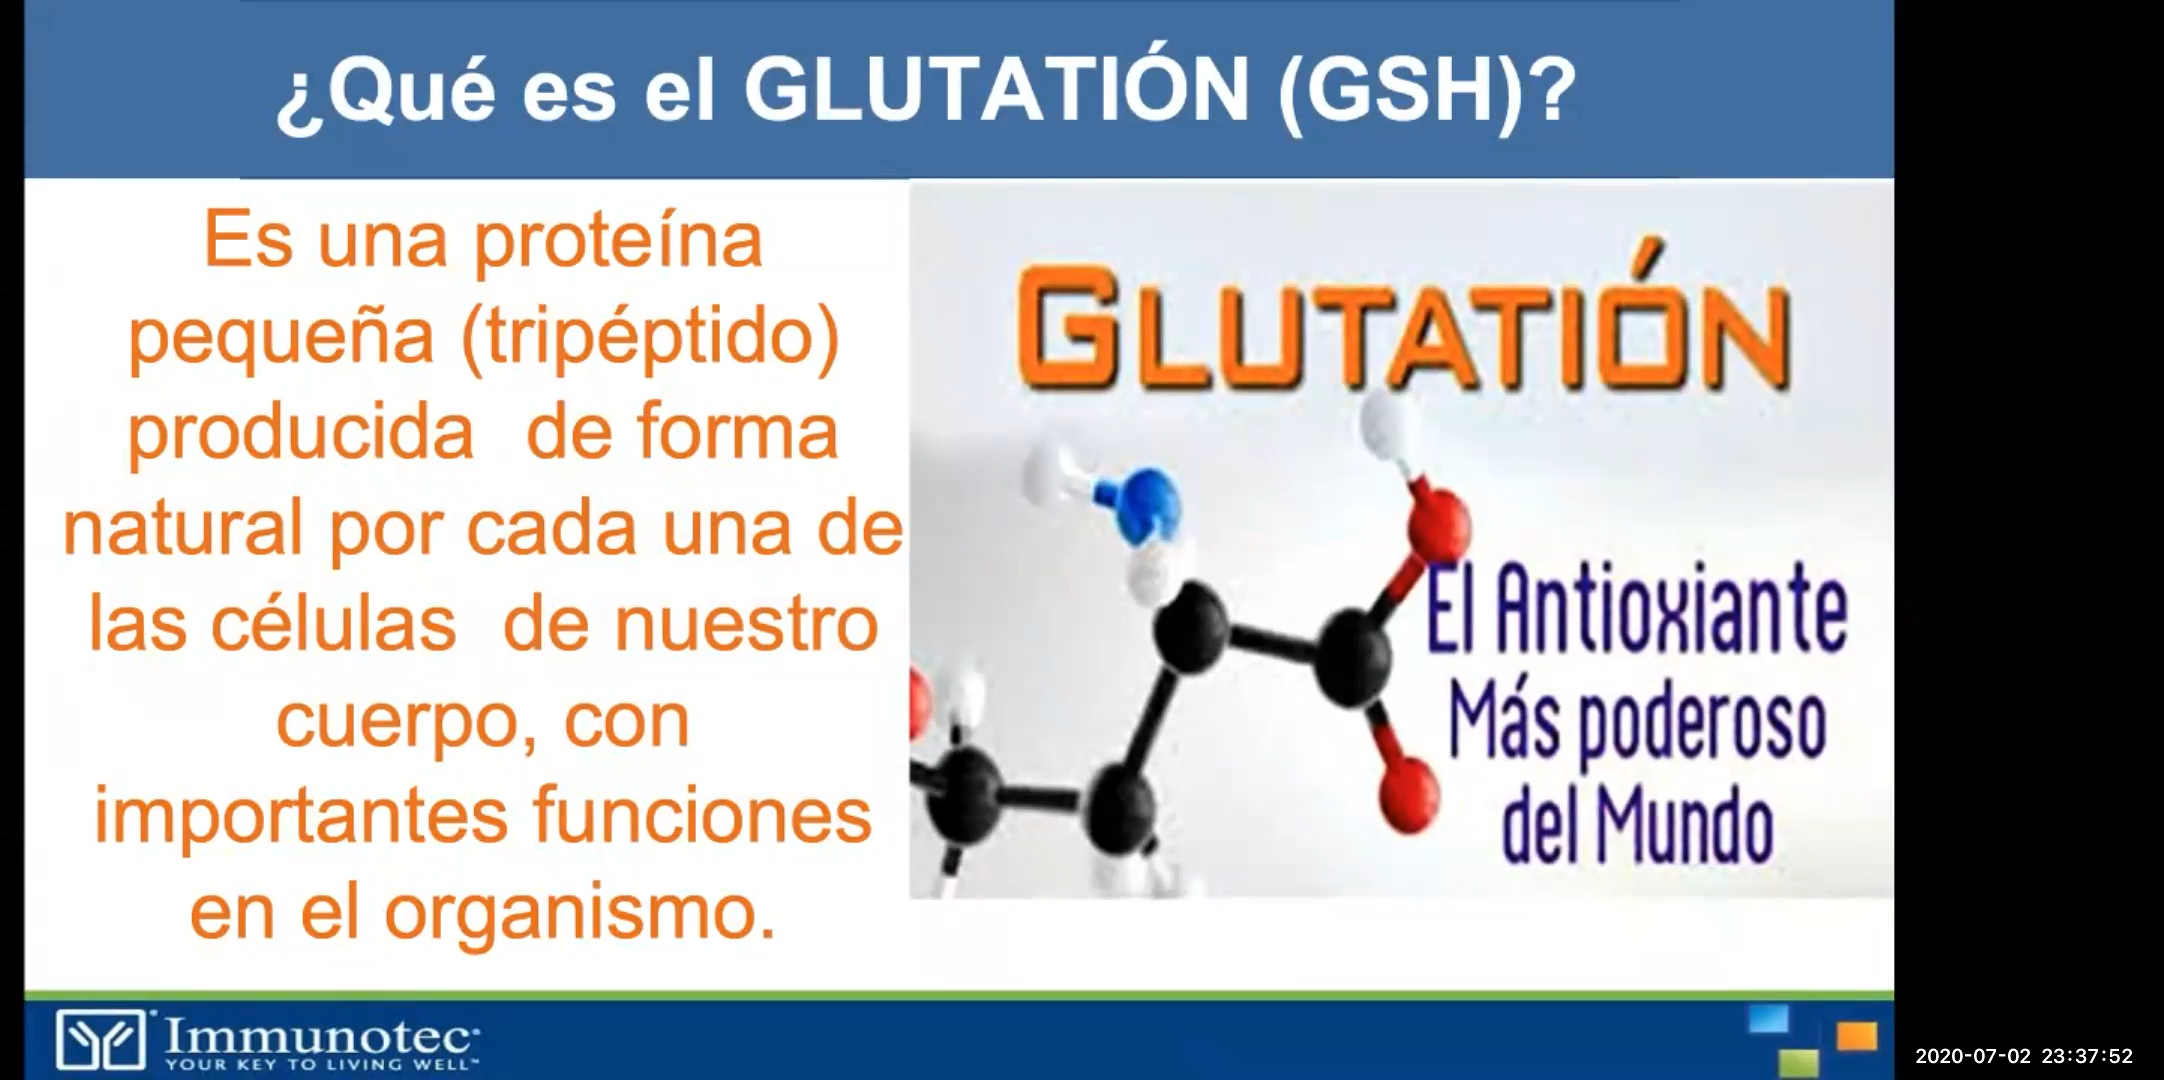 ¿Qué es el GLUTATIÓN (GSH)?
Es una proteína
pequeña (tripéptido)
producida de forma
natural por cada una de
las células de nuestro
cuerpo, con
importantes funciones
en el organismo.
GLUTATIÓN
El Antioxiante
Más poderoso
del Mundo
Immunotec
YOUR KEY TO LIVING WELL™
2020-07-02 23:37:52